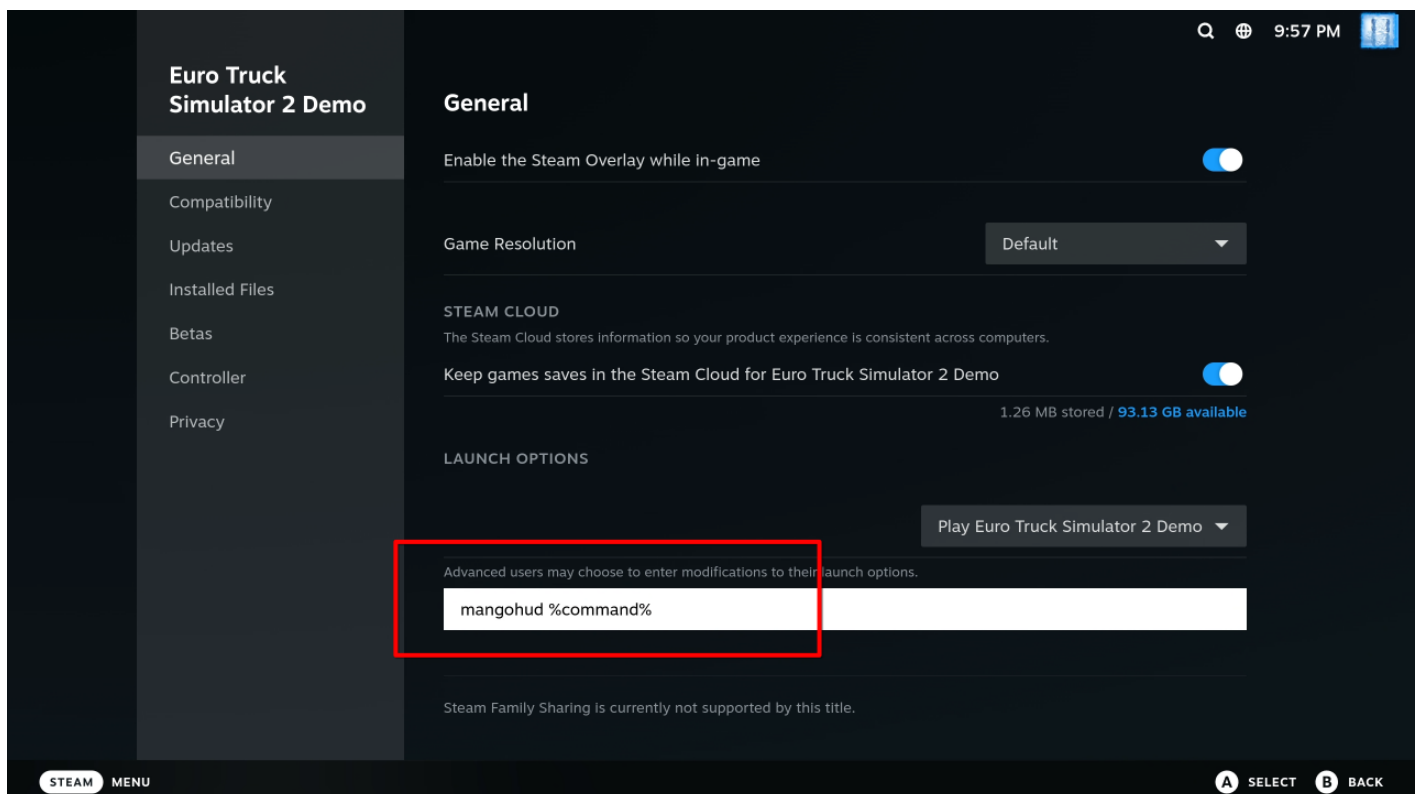 9:57 PM
Euro Truck
Simulator 2 Demo
General
Compatibility
Updates
Installed Files
Betas
Controller
Privacy
General
Enable the Steam Overlay while in-game
Game Resolution
Default
STEAM CLOUD
The Steam Cloud stores information so your product experience is consistent across computers.
Keep games saves in the Steam Cloud for Euro Truck Simulator 2 Demo
1.26 MB stored / 93.13 GB available
LAUNCH OPTIONS
Play Euro Truck Simulator 2 Demo
Advanced users may choose to enter modifications to their launch options.
mangohud %command%
Steam Family Sharing is currently not supported by this title.
STEAM MENU
A SELECT B BACK